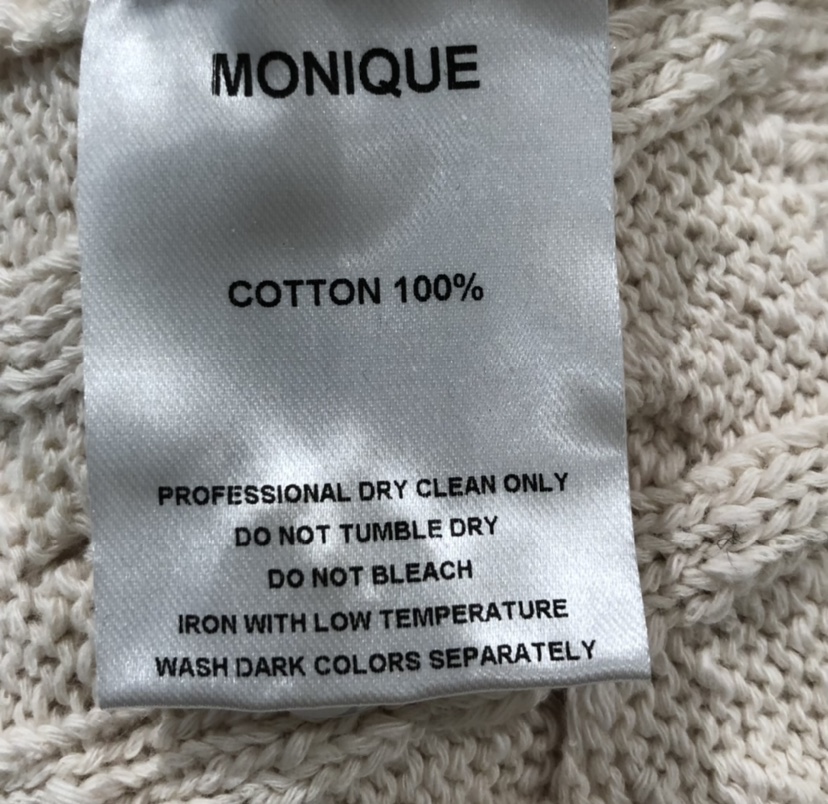 MONIQUE
COTTON 100%
PROFESSIONAL DRY CLEAN ONLY
DO NOT TUMBLE DRY
DO NOT BLEACH
IRON WITH LOW TEMPERATURE
WASH DARK COLORS SEPARATELY